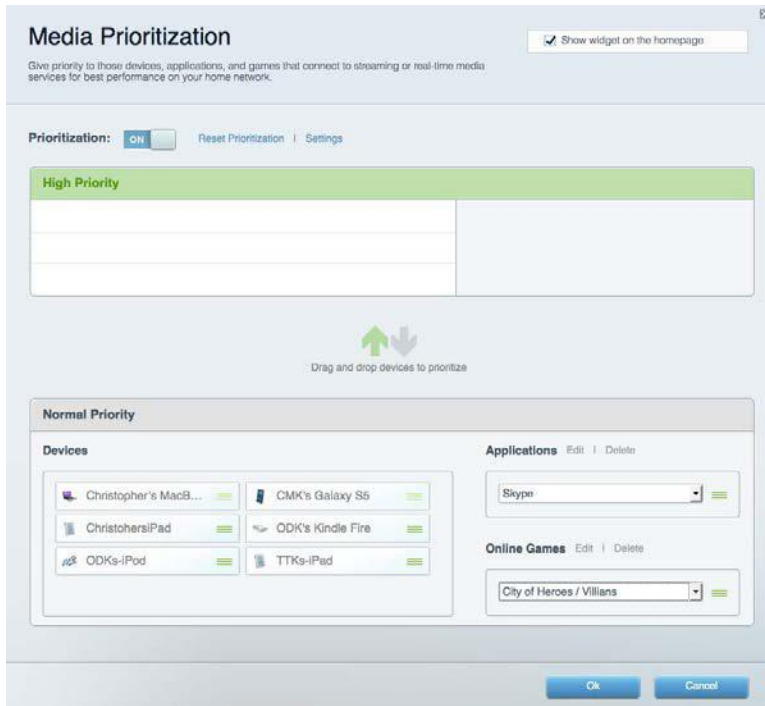 Media Prioritization
Show widget on the homepage
Give priority to those devices, applications, and games that connect to streaming or real-time media
services for best performance on your home network.
Prioritization: ON Reset Prioritization | Settings
High Priority
Drag and drop devices to prioritize
Normal Priority
Devices
Christopher's MacB...
CMK's Galaxy S5
ChristohersiPad
ODK's Kindle Fire
ODKs-iPod
TTKs-iPad
Applications Edit | Delete
Skype
Online Games Edit | Delete
City of Heroes / Villians
Ok
Cancel